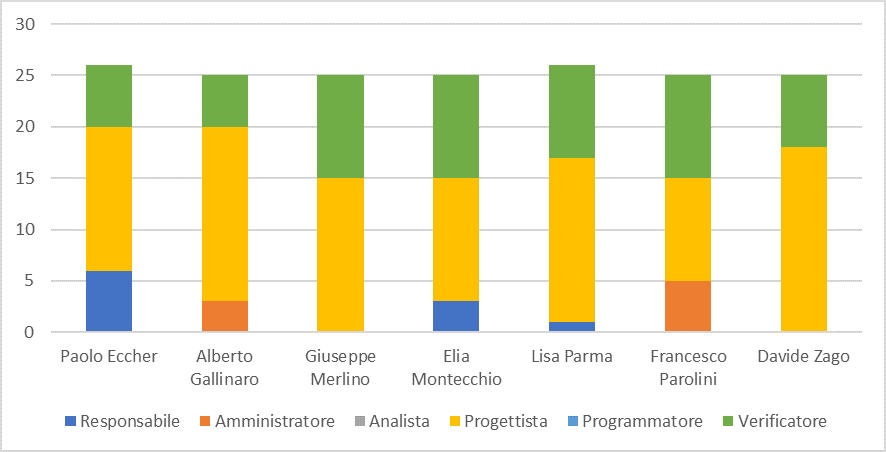 30
25
20
15
10
5
0
Paolo Eccher
Alberto
Gallinaro
Giuseppe
Merlino
Elia
Montecchio
Lisa Parma
Francesco
Parolini
Davide Zago
Responsabile
Amministratore
Analista
Progettista
Programmatore
Verificatore